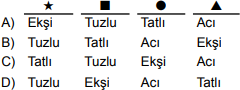 ★ ■ ● ▲
A) Ekşi Tuzlu Tatlı Acı
B) Tuzlu Tatlı Acı Ekşi
C) Tatlı Tuzlu Ekşi Acı
D) Tuzlu Ekşi Acı Tatlı